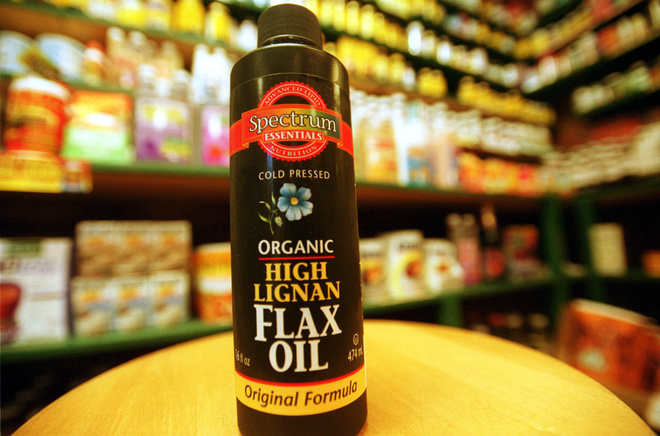 ADVANCED LIPID
Spectrum
ESSENTIALS
NUTRITION
COLD PRESSED
ORGANIC
HIGH
LIGNAN
FLAX
OIL
16 fl oz 474 mL
Original Formula